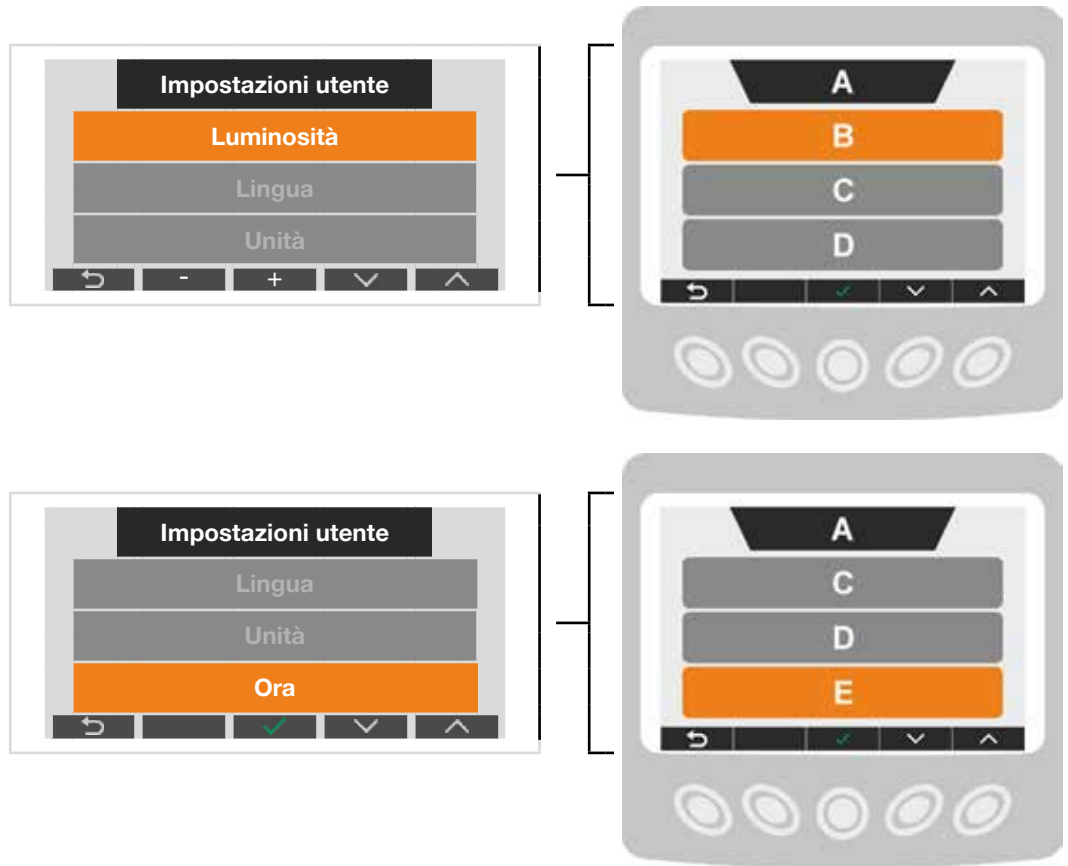 Impostazioni utente
Luminosità
Lingua
Unità
- +
A
B
C
D
Impostazioni utente
Lingua
Unità
Ora
A
C
D
E